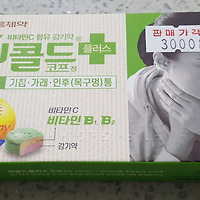 제약
비타민C 함유 감기약
콜드
플러스
코프 정
기침·가래·인후(목구멍)통
판매가격
3000
비타민C
비타민 B₁, B₂
감기약